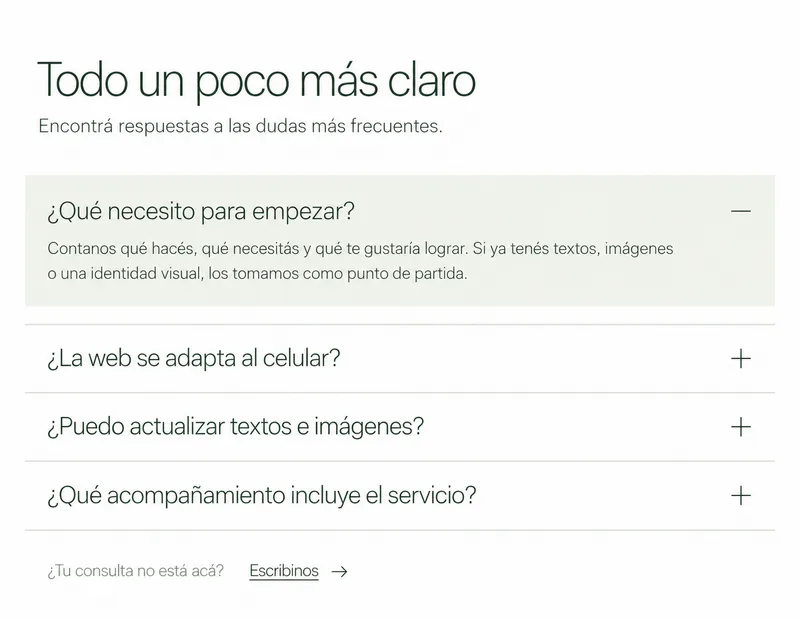 Todo un poco más claro
Encontrá respuestas a las dudas más frecuentes.
¿Qué necesito para empezar?
Contanos qué hacés, qué necesitás y qué te gustaría lograr. Si ya tenés textos, imágenes
o una identidad visual, los tomamos como punto de partida.
¿La web se adapta al celular?
¿Puedo actualizar textos e imágenes?
¿Qué acompañamiento incluye el servicio?
¿Tu consulta no está acá? Escribinos →